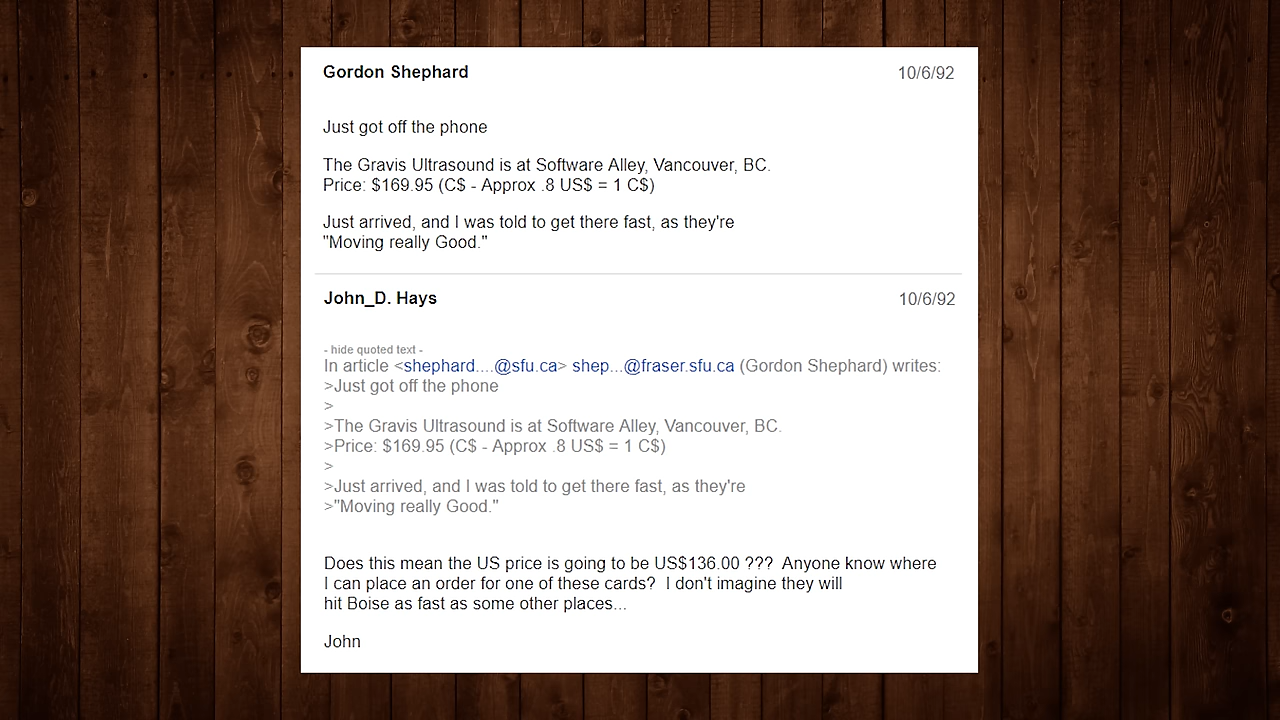 Gordon Shephard
10/6/92
Just got off the phone
The Gravis Ultrasound is at Software Alley, Vancouver, BC.
Price: $169.95 (C$ - Approx .8 US$ = 1 C$)
Just arrived, and I was told to get there fast, as they're
"Moving really Good."
John_D. Hays
10/6/92
- hide quoted text -
In article <shephard....@sfu.ca> shep...@fraser.sfu.ca (Gordon Shephard) writes:
>Just got off the phone
>
>The Gravis Ultrasound is at Software Alley, Vancouver, BC.
>Price: $169.95 (C$ - Approx .8 US$ = 1 C$)
>
>Just arrived, and I was told to get there fast, as they're
>"Moving really Good."
Does this mean the US price is going to be US$136.00 ???  Anyone know where
I can place an order for one of these cards?  I don't imagine they will
hit Boise as fast as some other places...
John